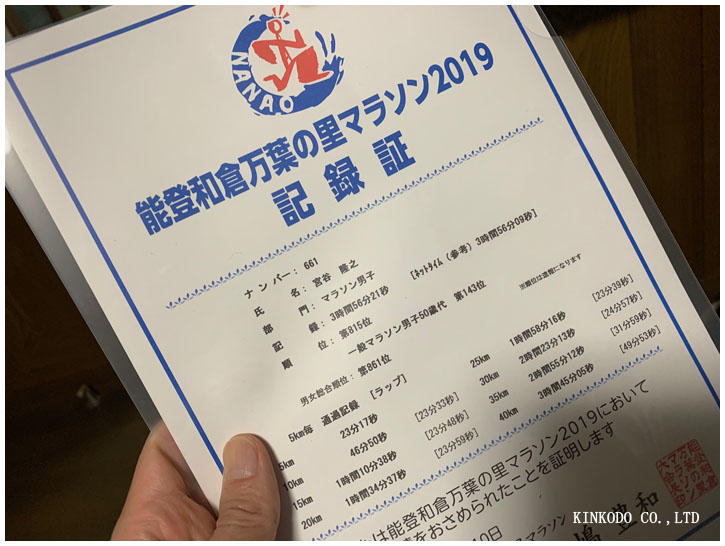 NANAO
能登和倉万葉の里マラソン2019
記録証
ナンバー: 661
氏 名: 宮谷 隆之
部 門: マラソン男子 [ネットタイム(参考) 3時間56分09秒]
記 録: 3時間56分21秒
順 位: 第815位
一般マラソン男子50歳代 第143位 ※順位は速報になります
男女総合順位: 第861位
5km毎 通過記録 [ラップ]
5km 23分17秒
10km 46分50秒 [23分33秒]
15km 1時間10分38秒 [23分48秒]
20km 1時間34分37秒 [23分59秒]
25km 1時間58分16秒 [23分39秒]
30km 2時間23分13秒 [24分57秒]
35km 2時間55分12秒 [31分59秒]
40km 3時間45分05秒 [49分53秒]
は能登和倉万葉の里マラソン2019において
をおさめられたことを証明します
10日
マラソン
豊和
KINKODO CO.,LTD